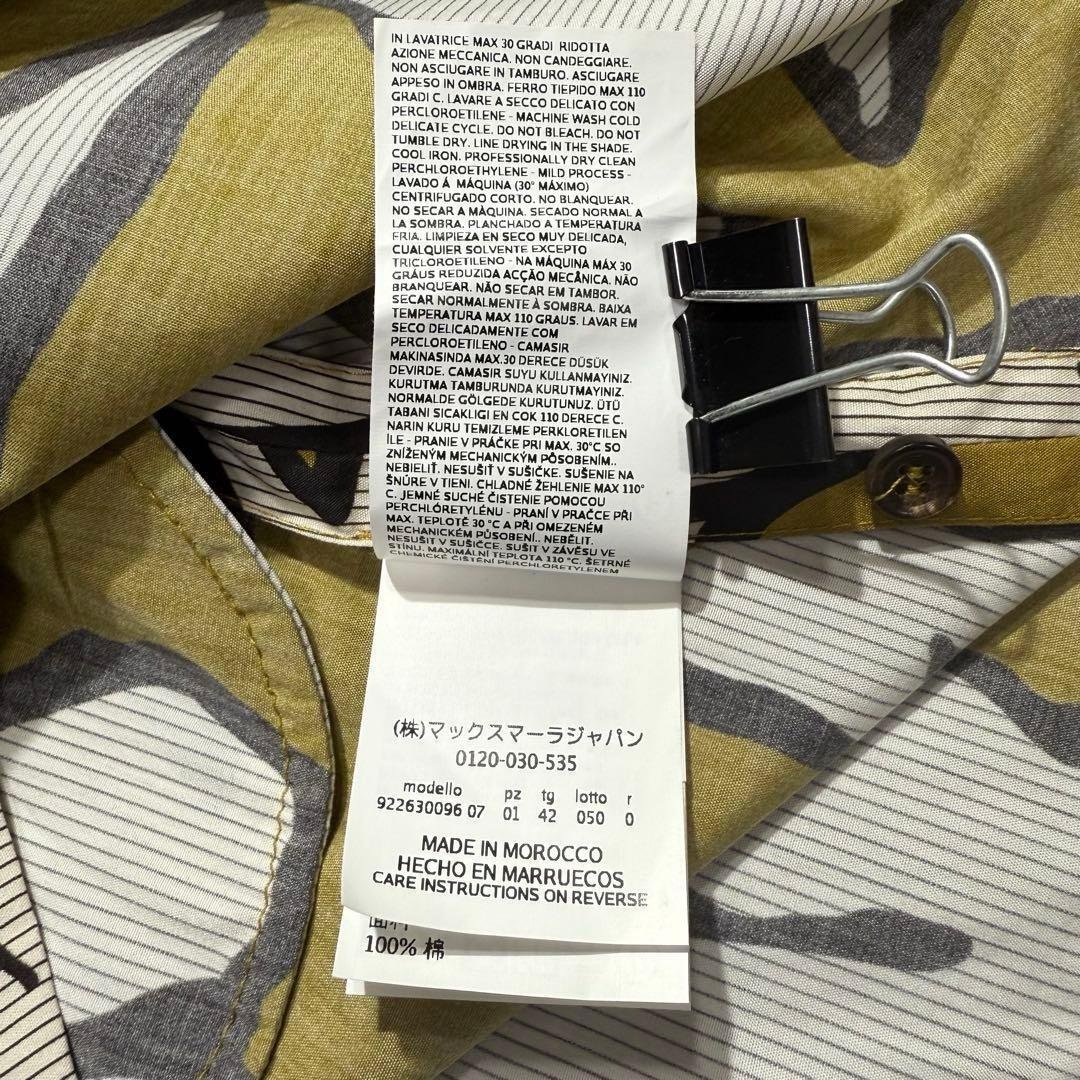 IN LAVATRICE MAX 30 GRADI RIDOTTA
AZIONE MECCANICA. NON CANDEGGIARE.
NON ASCIUGARE IN TAMBURO. ASCIUGARE
APPESO IN OMBRA. FERRO TIEPIDO MAX 110
GRADI C. LAVARE A SECCO DELICATO CON
PERCLOROETILENE - MACHINE WASH COLD
DELICATE CYCLE. DO NOT BLEACH. DO NOT
TUMBLE DRY. LINE DRYING IN THE SHADE.
COOL IRON. PROFESSIONALLY DRY CLEAN
PERCHLOROETHYLENE - MILD PROCESS -
LAVADO Á MÁQUINA (30° MÁXIMO)
CENTRIFUGADO CORTO. NO BLANQUEAR.
NO SECAR A MÁQUINA. SECADO NORMAL A
LA SOMBRA. PLANCHADO A TEMPERATURA
FRIA. LIMPIEZA EN SECO MUY DELICADA,
CUALQUIER SOLVENTE EXCEPTO
TRICLOROETILENO - NA MÁQUINA MÁX 30
GRÁUS REDUZIDA ACÇÃO MECÂNICA. NÃO
BRANQUEAR. NÃO SECAR EM TAMBOR.
SECAR NORMALMENTE À SOMBRA. BAIXA
TEMPERATURA MAX 110 GRAUS. LAVAR EM
SECO DELICADAMENTE COM
PERCLOROETILENO - CAMASIR
MAKINASINDA MAX.30 DERECE DÜSÜK
DEVIRDE. CAMASIR SUYU KULLANMAYINIZ.
KURUTMA TAMBURUNDA KURUTMAYINIZ.
NORMALDE GÖLGEDE KURUTUNUZ. ÜTÜ
TABANI SICAKLIGI EN COK 110 DERECE C.
NARIN KURU TEMIZLEME PERKLORETILEN
ÍLE - PRANIE V PRÁČKE PRI MAX. 30°C SO
ZNÍŽENÝM MECHANICKÝM PÔSOBENÍM..
NEBIELIŤ. NESUŠIŤ V SUŠIČKE. SUŠENIE NA
ŠNÚRE V TIENI. CHLADNÉ ŽEHLENIE MAX 110°
C. JEMNÉ SUCHÉ ČISTENIE POMOCOU
PERCHLÓRETYLÉNU - PRANÍ V PRAČCE PŘI
MAX. TEPLOTĚ 30 °C A PŘI OMEZENÉM
MECHANICKÉM PŮSOBENÍ.. NEBĚLIT.
NESUŠIT V SUŠIČCE. SUŠIT V ZÁVĚSU VE
STÍNU. MAXIMÁLNÍ TEPLOTA 110 °C. ŠETRNÉ
CHEMICKÉ ČIŠTĚNÍ PERCHLORETYLENEM
(株)マックスマーラジャパン
0120-030-535
modello pz tg lotto r
922630096 07 01 42 050 0
MADE IN MOROCCO
HECHO EN MARRUECOS
CARE INSTRUCTIONS ON REVERSE
面料
100% 棉